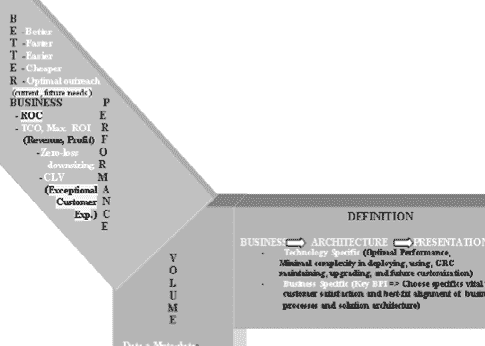 B
E - Better
T - Faster
T - Easier
E - Cheaper
R - Optimal outreach
(current, future needs)
BUSINESS
- ROC
- TCO, Max. ROI
(Revenue, Profit)
- Zero-loss
downsizing
- CLV
(Exceptional
Customer
Exp.)
P
E
R
F
O
R
M
A
N
C
E
V
O
L
U
M
E
DEFINITION
BUSINESS ARCHITECTURE PRESENTATION
- Technology Specific (Optimal Performance,
Minimal complexity in deploying, using, GRC
maintaining, upgrading, and future customization)
- Business Specific (Key BPI => Choose specifics vital
customer satisfaction and best-fit alignment of busin
processes and solution architecture)